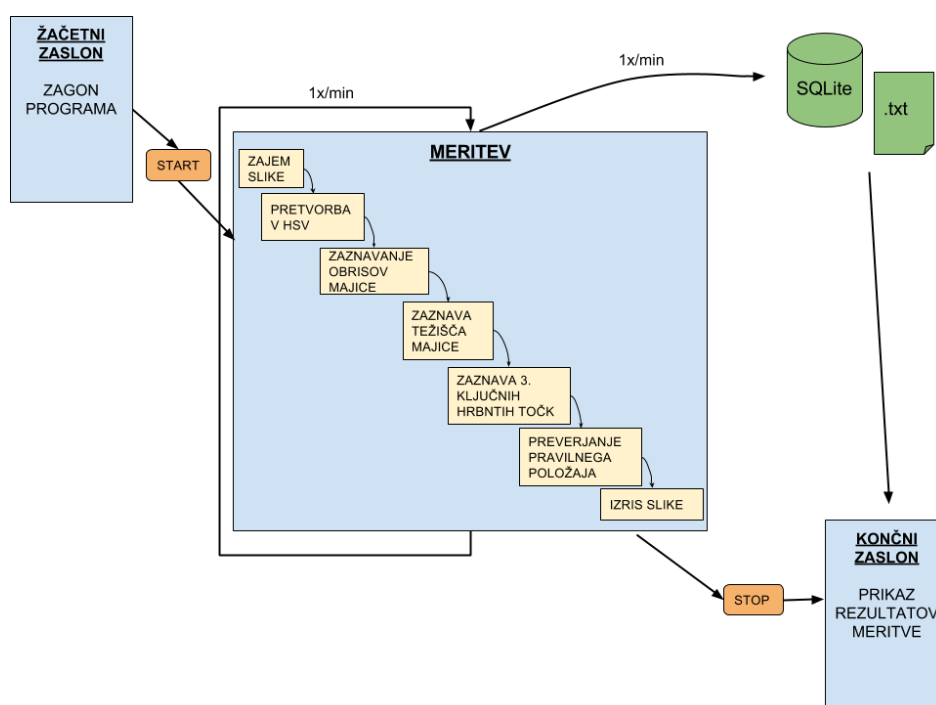 ŽAČETNI
ZASLON
ZAGON
PROGRAMA
START
1x/min
1x/min
SQLite
.txt
MERITEV
ZAJEM
SLIKE
PRETVORBA
V HSV
ZAZNAVANJE
OBRISOV
MAJICE
ZAZNAVA
TEŽIŠČA
MAJICE
ZAZNAVA 3.
KLJUČNIH
HRBNTIH TOČK
PREVERJANJE
PRAVILNEGA
POLOŽAJA
IZRIS SLIKE
STOP
KONČNI
ZASLON
PRIKAZ
REZULTATOV
MERITVE